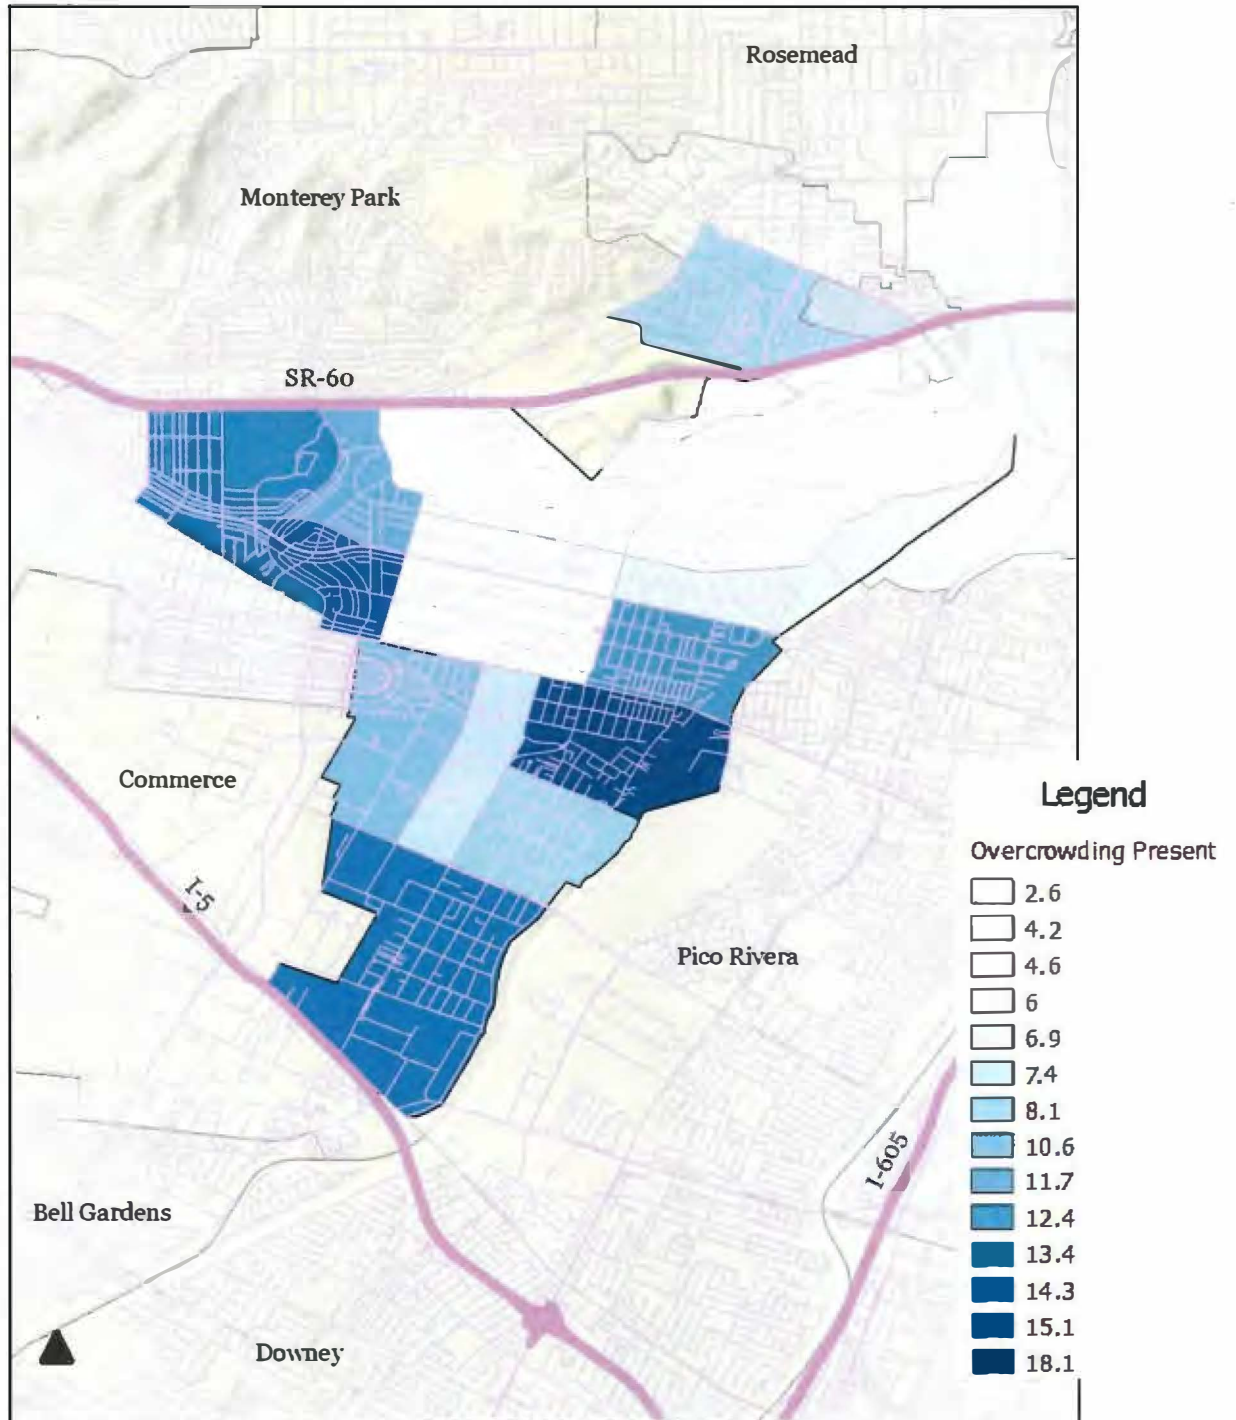 Rosemead
Monterey Park
SR-60
Commerce
I-5
Pico Rivera
I-605
Bell Gardens
Downey
Legend
Overcrowding Present
2.6
4.2
4.6
6
6.9
7.4
8.1
10.6
11.7
12.4
13.4
14.3
15.1
18.1